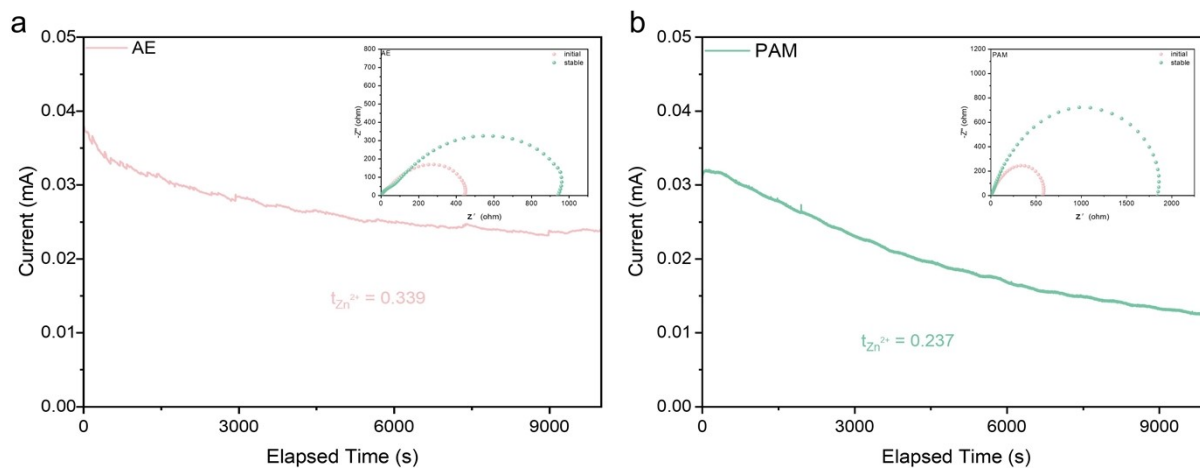 a
AE
Current (mA)
0.05
0.04
0.03
0.02
0.01
0.00
0
3000
6000
9000
Elapsed Time (s)
t_Zn²⁺ = 0.339
AE
initial
stable
-Z'' (ohm)
800
700
600
500
400
300
200
100
0
0
200
400
600
800
1000
Z ' (ohm)
b
PAM
Current (mA)
0.05
0.04
0.03
0.02
0.01
0.00
0
3000
6000
9000
Elapsed Time (s)
t_Zn²⁺ = 0.237
PAM
initial
stable
-Z'' (ohm)
1200
1000
800
600
400
200
0
0
500
1000
1500
2000
Z ' (ohm)